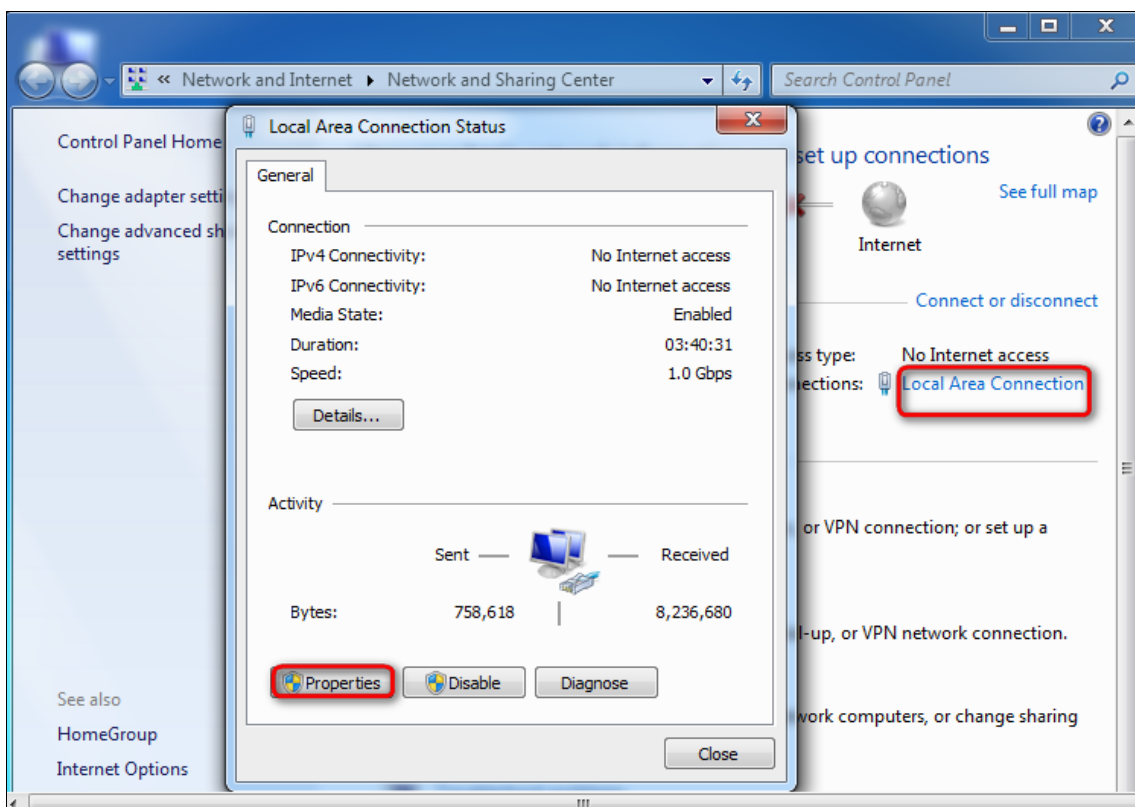 « Network and Internet ▸ Network and Sharing Center
Search Control Panel
Control Panel Home
Change adapter setti
Change advanced sh
settings
Local Area Connection Status
General
Connection
IPv4 Connectivity: No Internet access
IPv6 Connectivity: No Internet access
Media State: Enabled
Duration: 03:40:31
Speed: 1.0 Gbps
Details...
Activity
Sent Received
Bytes: 758,618 8,236,680
Properties Disable Diagnose
Close
set up connections
See full map
Internet
Connect or disconnect
ss type: No Internet access
ections: Local Area Connection
or VPN connection; or set up a
l-up, or VPN network connection.
work computers, or change sharing
See also
HomeGroup
Internet Options